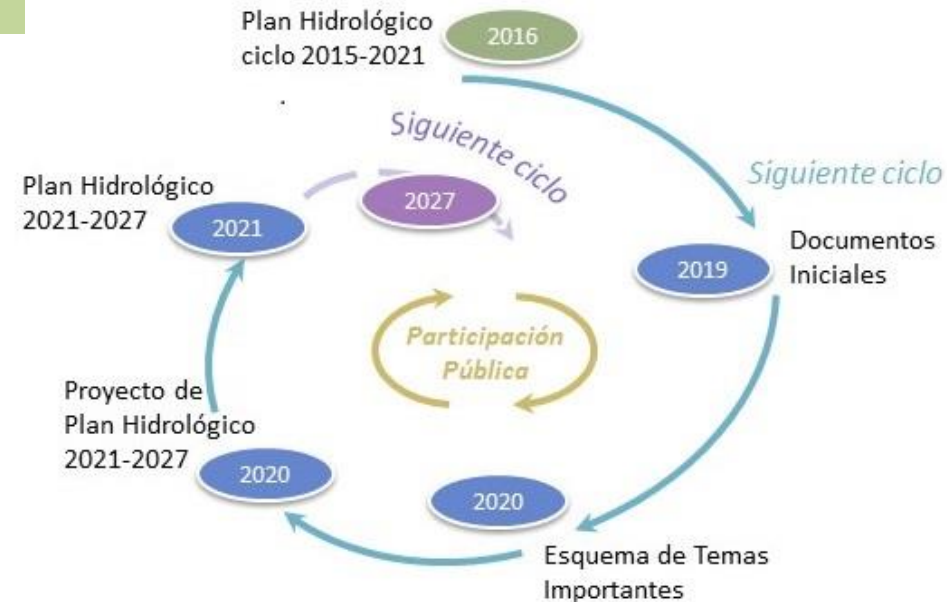 Plan Hidrológico
ciclo 2015-2021
2016
Siguiente ciclo
Siguiente ciclo
Plan Hidrológico
2021-2027
2021
2027
2019
Documentos
Iniciales
Participación
Pública
Proyecto de
Plan Hidrológico
2021-2027
2020
2020
Esquema de Temas
Importantes